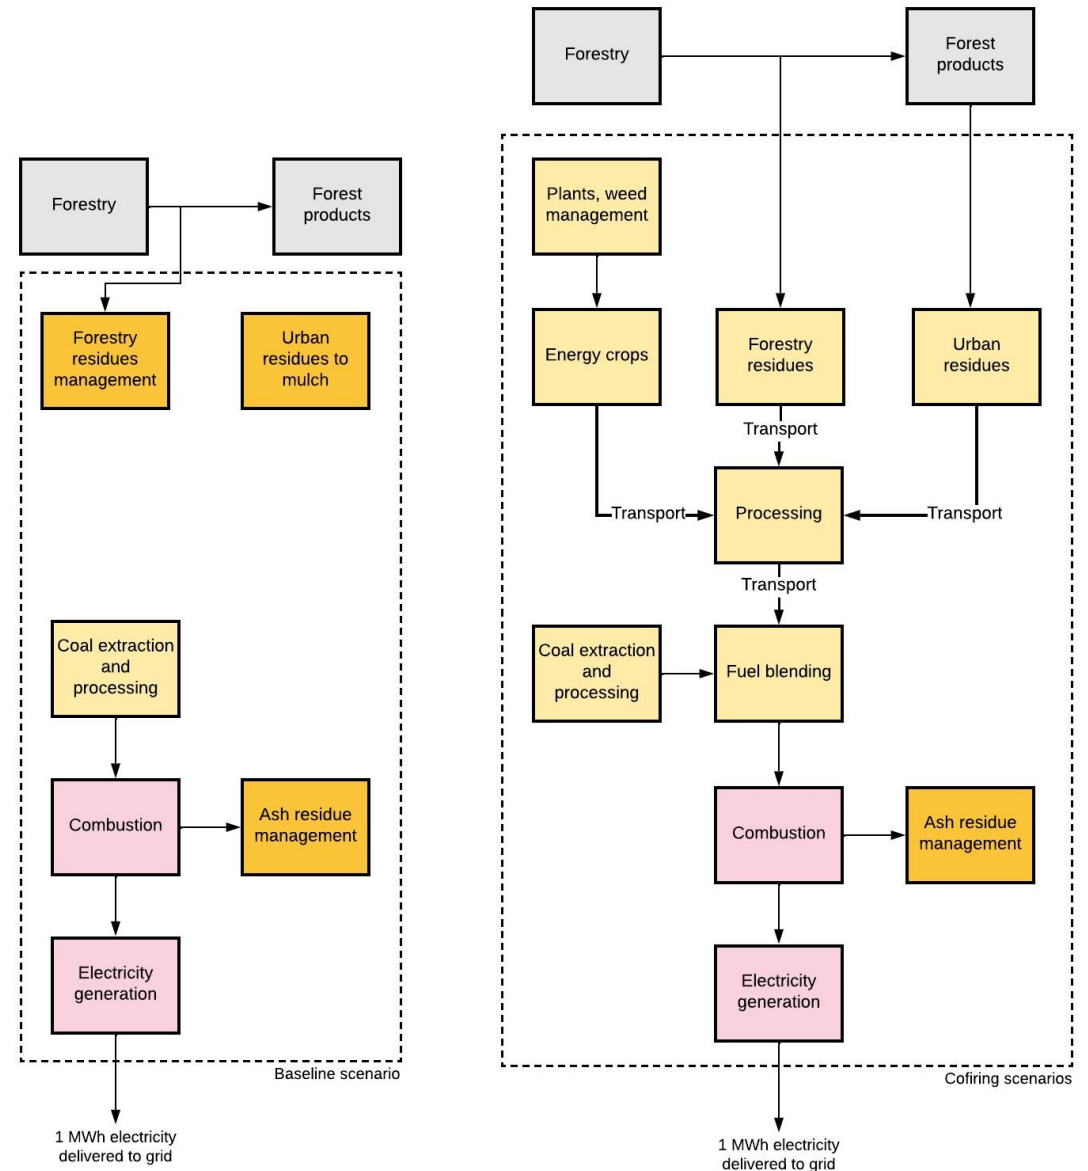 Forestry
Forest
products
Forestry
residues
management
Urban
residues to
mulch
Coal extraction
and
processing
Combustion
Ash residue
management
Electricity
generation
Baseline scenario
1 MWh electricity
delivered to grid
Forestry
Forest
products
Plants, weed
management
Energy crops
Forestry
residues
Urban
residues
Transport
Transport
Processing
Transport
Transport
Coal extraction
and
processing
Fuel blending
Combustion
Ash residue
management
Electricity
generation
Cofiring scenarios
1 MWh electricity
delivered to grid